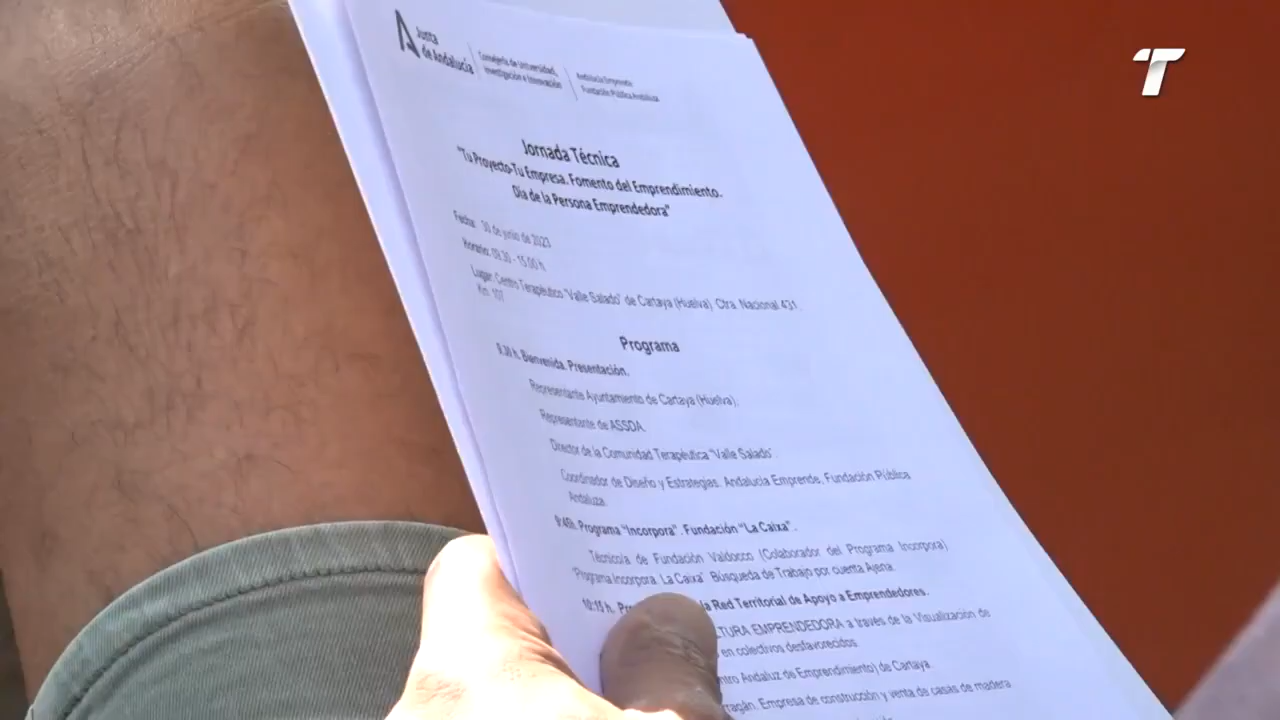 Junta
de Andalucía
Consejería de Universidad,
Investigación e Innovación
Andalucía Emprende
Fundación Pública Andaluza
T
Jornada Técnica
"Tu Proyecto-Tu Empresa. Fomento del Emprendimiento.
Día de la Persona Emprendedora"
Fecha: 30 de junio de 2023
Horario: 09.30 - 15.00 h
Lugar: Centro Terapéutico "Valle Salado" de Cartaya (Huelva) Ctra. Nacional 431.
Km. 107
Programa
9.30 h. Bienvenida. Presentación.
Representante Ayuntamiento de Cartaya (Huelva).
Representante de ASSDA.
Director de la Comunidad Terapéutica "Valle Salado".
Coordinador de Diseño y Estrategias. Andalucía Emprende, Fundación Pública
Andaluza.
9:45h. Programa "Incorpora". Fundación "La Caixa".
Técnico/a de Fundación Valdocco (Colaborador del Programa Incorpora)
"Programa Incorpora. La Caixa" Búsqueda de Trabajo por cuenta Ajena.
10:15 h. la Red Territorial de Apoyo a Emprendedores.
EMPRENDEDORA a través de la Visualización de
en colectivos desfavorecidos
Andaluz de Emprendimiento) de Cartaya
Empresa de construcción y venta de casas de madera